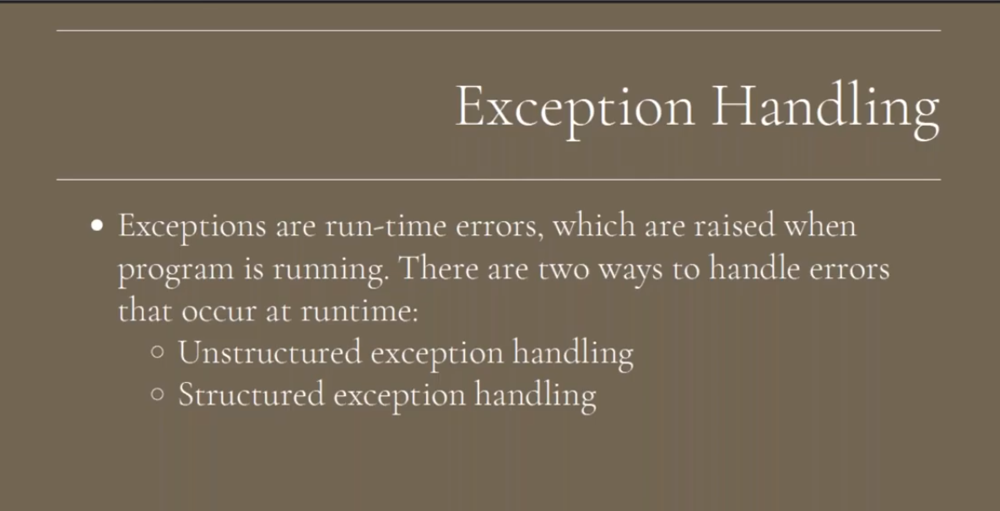 Exception Handling
• Exceptions are run-time errors, which are raised when
program is running. There are two ways to handle errors
that occur at runtime:
○ Unstructured exception handling
○ Structured exception handling